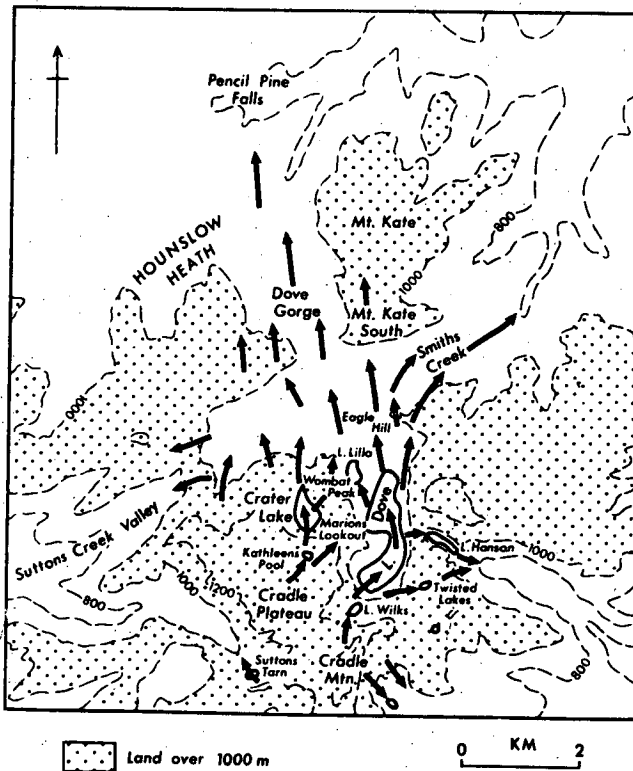 Pencil Pine
Falls
Mt. Kate
800
HOUNSLOW
HEATH
1000
Dove
Gorge
Mt. Kate
South
Smiths
Creek
1000
Eagle
Hill
L. Lilla
Wombat
Peak
Crater
Lake
Dove
L.
Marions
Lookout
Suttons Creek Valley
Kathleens
Pool
L. Hanson
1000
1000
1200
Cradle
Plateau
Twisted
Lakes
800
L. Wilks
Suttons
Tarn
Cradle
Mtn.
800
Land over 1000 m
KM
0 2